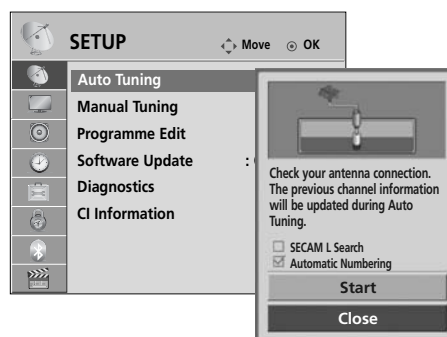 SETUP
Move OK
Auto Tuning
Manual Tuning
Programme Edit
Software Update :
Diagnostics
CI Information
Check your antenna connection.
The previous channel information
will be updated during Auto
Tuning.
SECAM L Search
Automatic Numbering
Start
Close